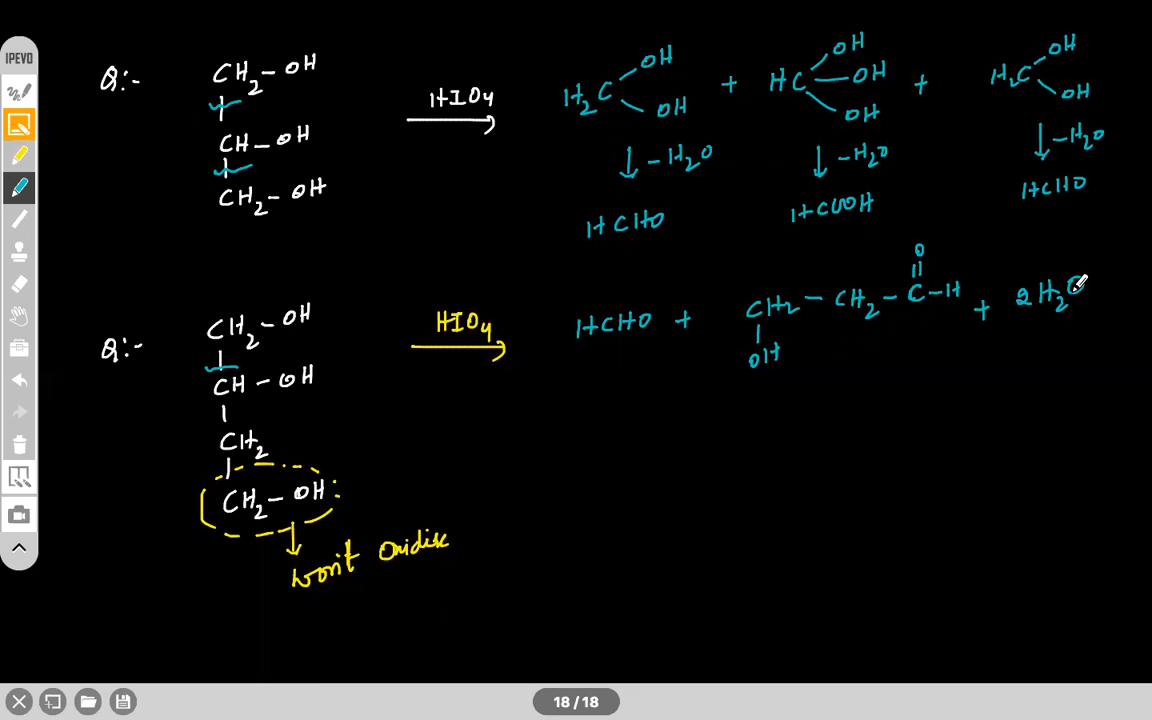 IPEVO
Q:-
CH2-OH
CH-OH
CH2-OH
HIO4
H2C OH OH + HC OH OH OH + H2C OH OH
-H2O -H2O -H2O
HCHO HCOOH HCHO
Q:-
CH2-OH
CH-OH
CH2
CH2-OH
HIO4
HCHO + CH2-CH2-C-H + 2H2O
OH O
Won't Oxidise
18 / 18